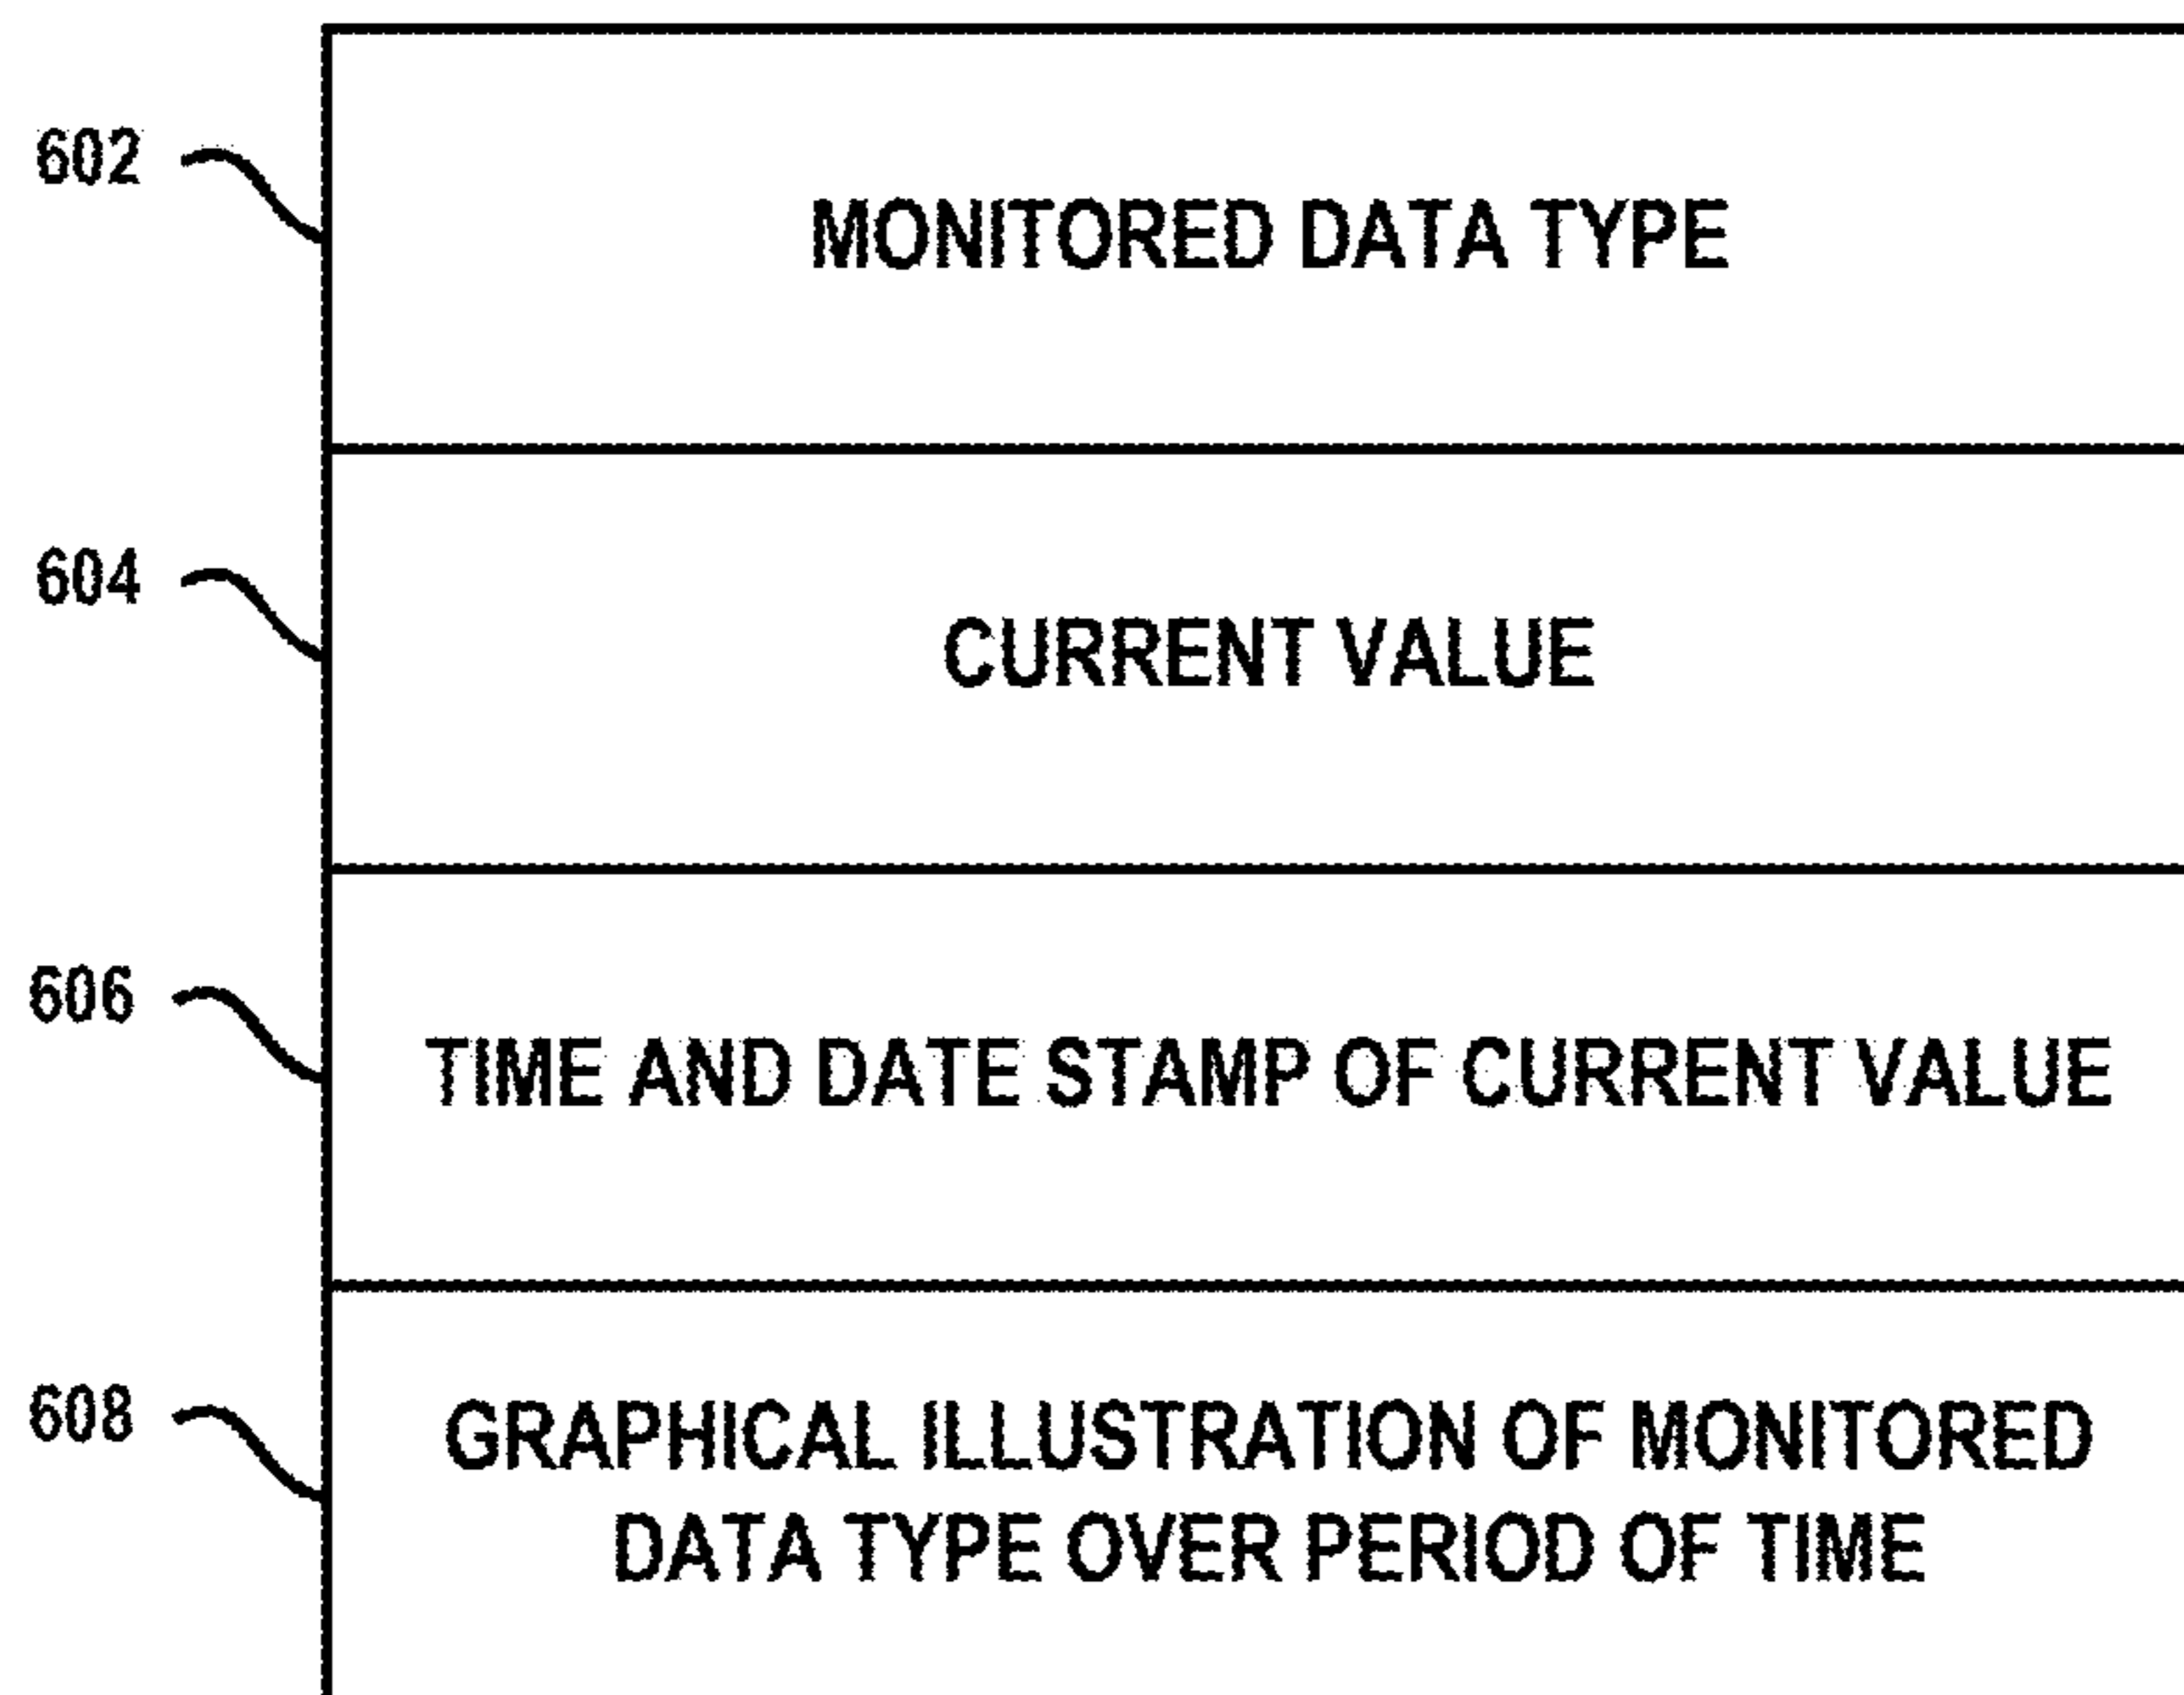 602
MONITORED DATA TYPE
604
CURRENT VALUE
606
TIME AND DATE STAMP OF CURRENT VALUE
608
GRAPHICAL ILLUSTRATION OF MONITORED
DATA TYPE OVER PERIOD OF TIME